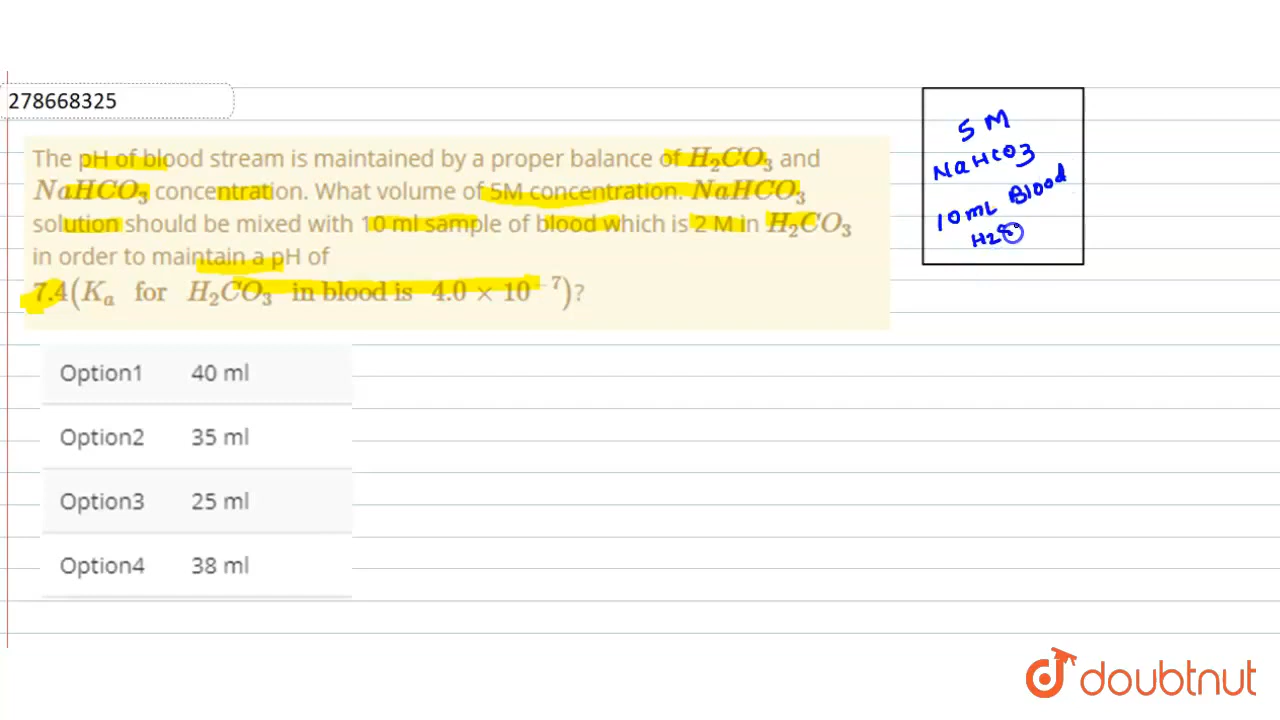 278668325
The pH of blood stream is maintained by a proper balance of H₂CO₃ and
NaHCO₃ concentration. What volume of 5M concentration. NaHCO₃
solution should be mixed with 10 ml sample of blood which is 2 M in H₂CO₃
in order to maintain a pH of
7.4(Kₐ for H₂CO₃ in blood is 4.0 × 10⁻⁷)?
5 M
NaHCO3
10 mL Blood
Option1 40 ml
Option2 35 ml
Option3 25 ml
Option4 38 ml
doubtnut